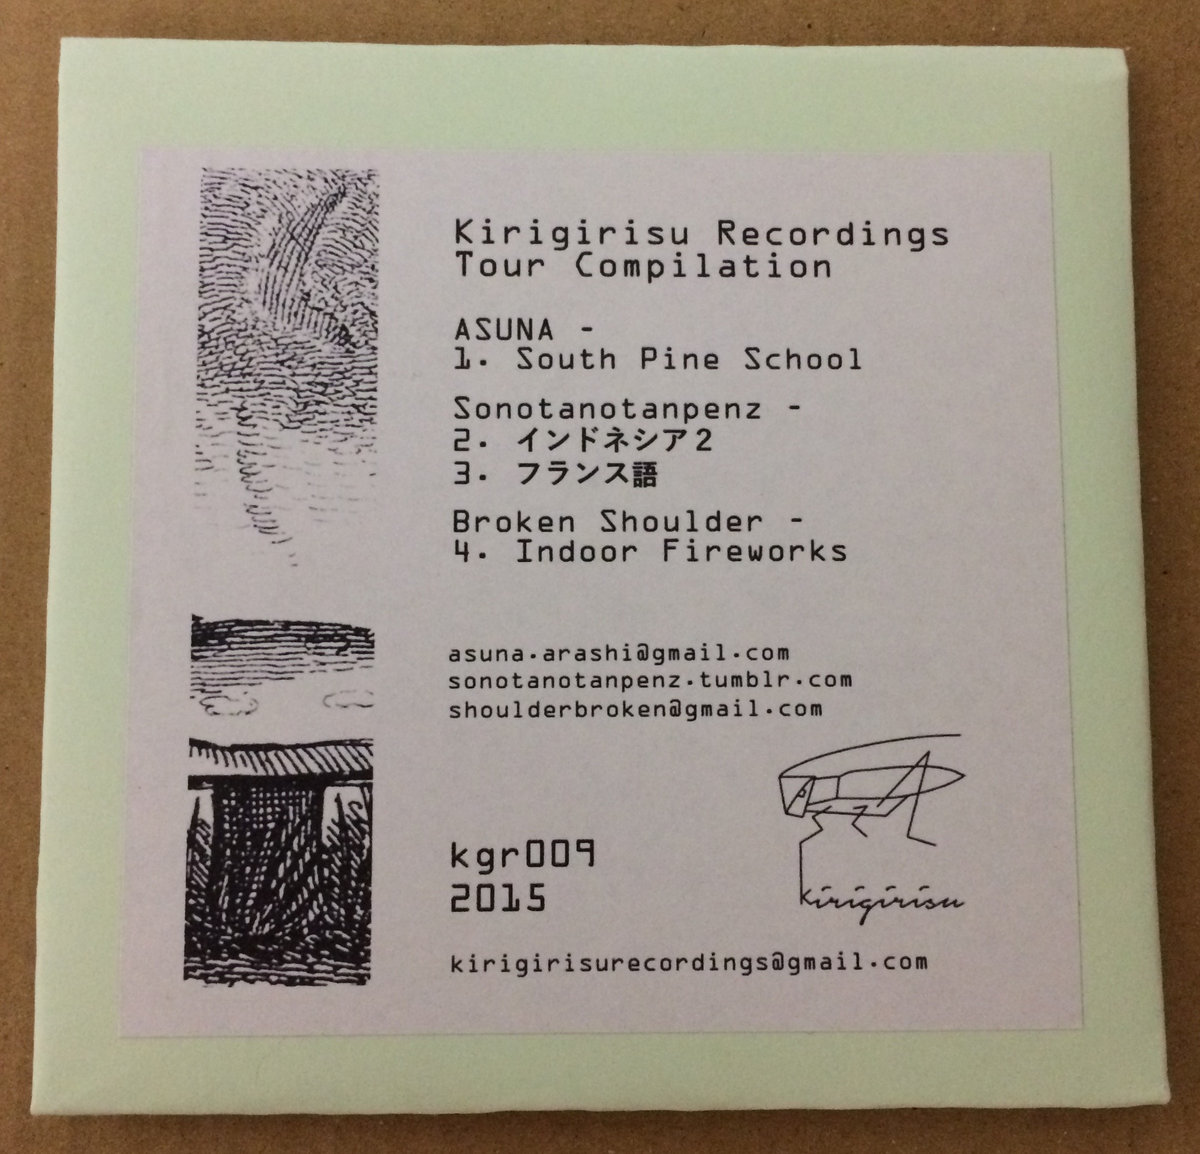 Kirigirisu Recordings
Tour Compilation
ASUNA -
1. South Pine School
Sonotanotanpenz -
2. インドネシア2
3. フランス語
Broken Shoulder -
4. Indoor Fireworks
asuna.arashi@gmail.com
sonotanotanpenz.tumblr.com
shoulderbroken@gmail.com
kgr009
2015
kirigirisu
kirigirisurecordings@gmail.com